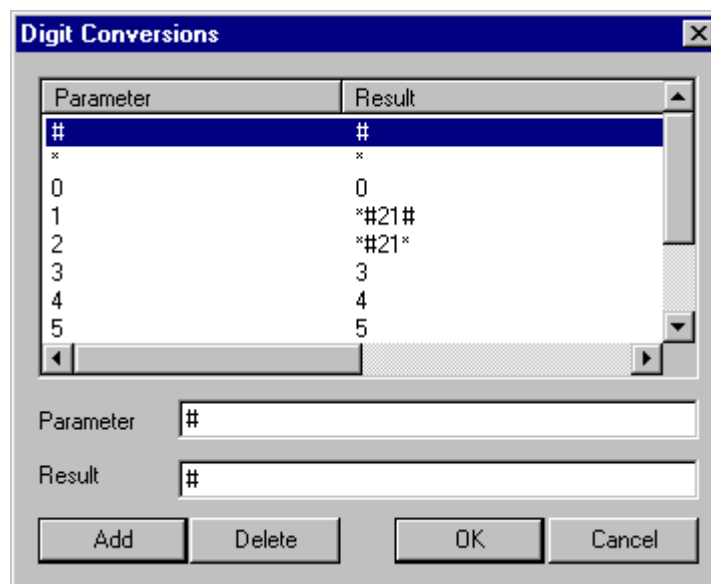 Digit Conversions
Parameter Result
# #
* *
0 0
1 *#21#
2 *#21*
3 3
4 4
5 5
Parameter #
Result #
Add Delete OK Cancel